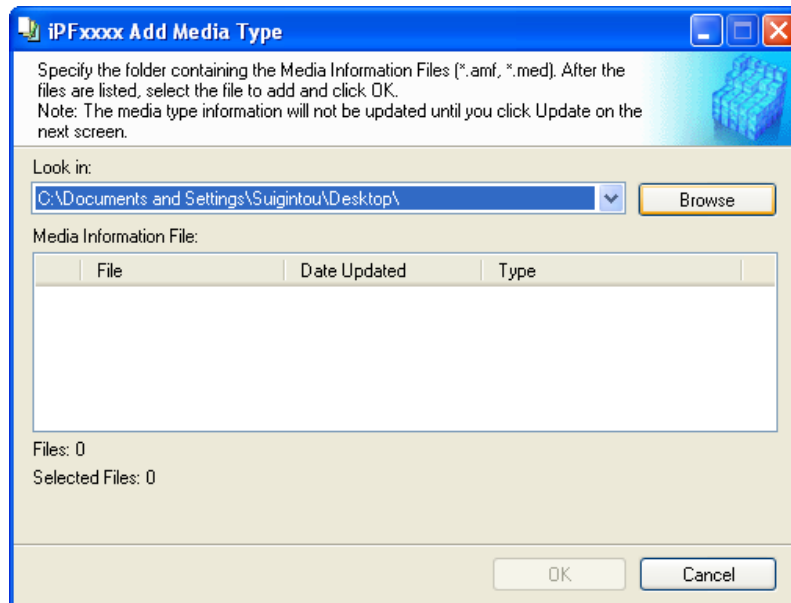 iPFxxxx Add Media Type
Specify the folder containing the Media Information Files (*.amf, *.med). After the
files are listed, select the file to add and click OK.
Note: The media type information will not be updated until you click Update on the
next screen.
Look in:
C:\Documents and Settings\Suigintou\Desktop\ Browse
Media Information File:
File Date Updated Type
Files: 0
Selected Files: 0
OK Cancel